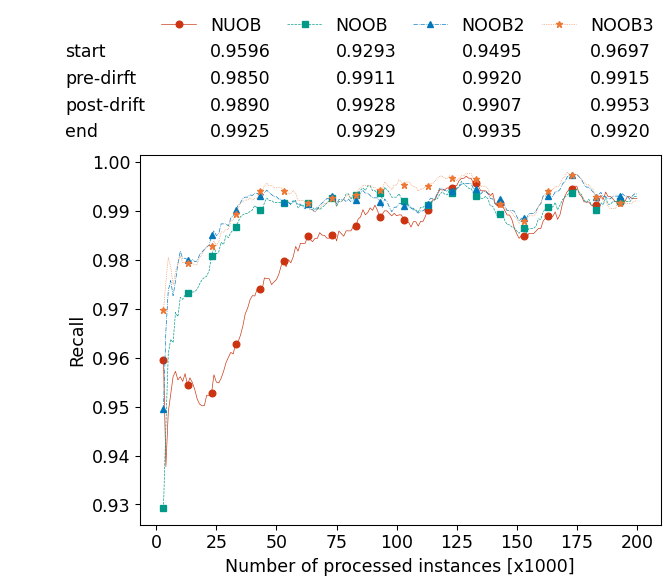 NUOB NOOB NOOB2 NOOB3
start 0.9596 0.9293 0.9495 0.9697
pre-dirft 0.9850 0.9911 0.9920 0.9915
post-drift 0.9890 0.9928 0.9907 0.9953
end 0.9925 0.9929 0.9935 0.9920
1.00
0.99
0.98
0.97
0.96
0.95
0.94
0.93
Recall
0 25 50 75 100 125 150 175 200
Number of processed instances [x1000]